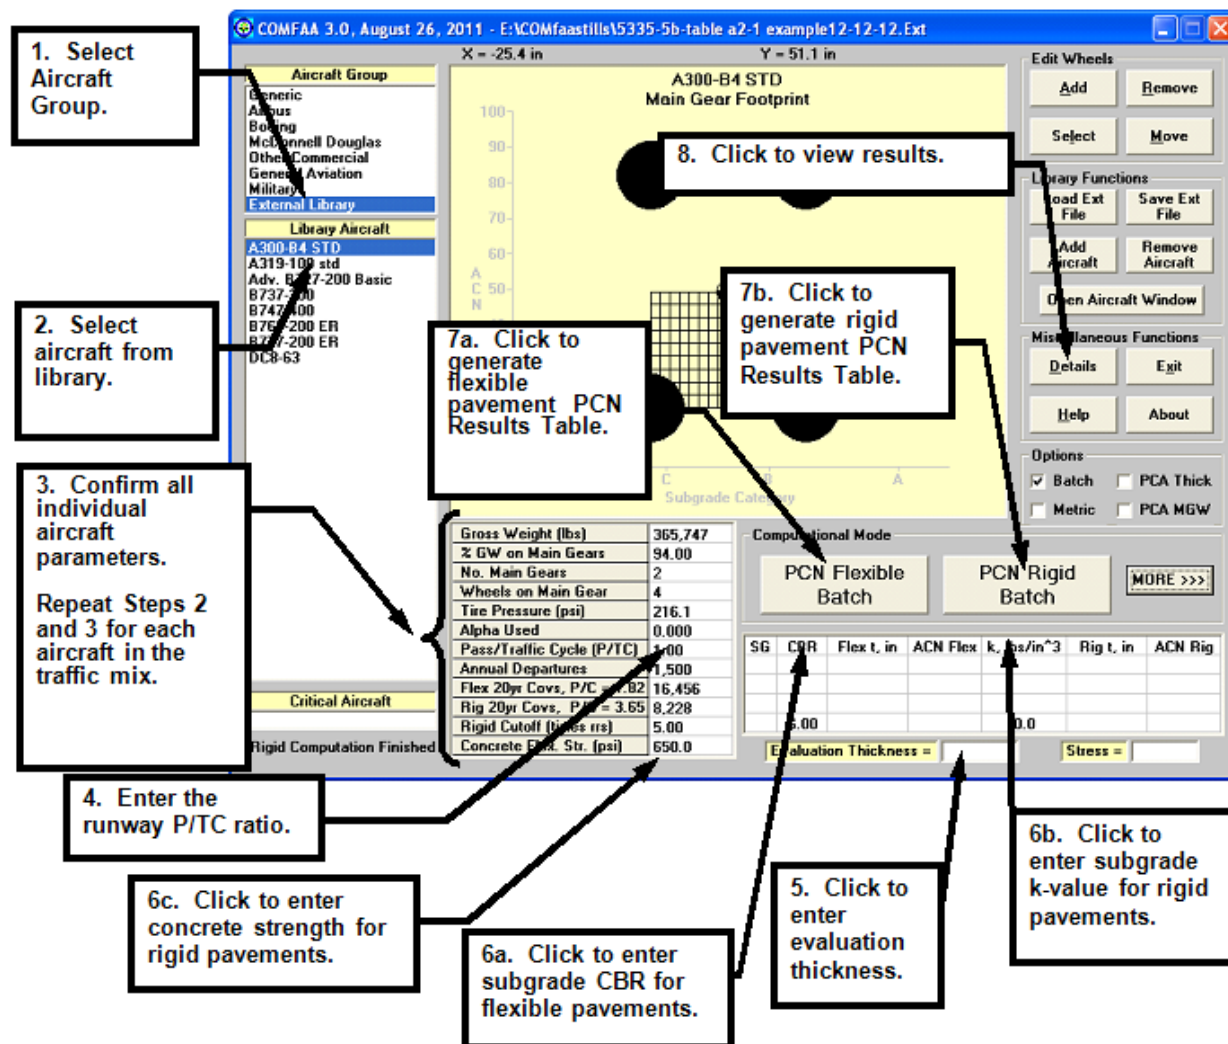 COMFAA 3.0, August 26, 2011 - E:\COMfaastills\5335-5b-table a2-1 example12-12-12.Ext
X = -25.4 in
Y = 51.1 in
1. Select
Aircraft
Group.
Aircraft Group
Generic
Airbus
Boeing
McDonnell Douglas
Other Commercial
General Aviation
Military
External Library
Library Aircraft
A300-B4 STD
A319-100 std
Adv. B727-200 Basic
B737-300
B747-400
B767-200 ER
B777-200 ER
DC8-63
2. Select
aircraft from
library.
3. Confirm all
individual
aircraft
parameters.
Repeat Steps 2
and 3 for each
aircraft in the
traffic mix.
Critical Aircraft
Rigid Computation Finished
A300-B4 STD
Main Gear Footprint
100
90
80
70
60
50
A
C
N
C
B
A
Subgrade Category
8. Click to view results.
7a. Click to
generate
flexible
pavement PCN
Results Table.
7b. Click to
generate rigid
pavement PCN
Results Table.
Edit Wheels
Add
Remove
Select
Move
Library Functions
Load Ext
File
Save Ext
File
Add
Aircraft
Remove
Aircraft
Open Aircraft Window
Miscellaneous Functions
Details
Exit
Help
About
Options
Batch
PCA Thick
Metric
PCA MGW
Gross Weight (lbs) 365,747
% GW on Main Gears 94.00
No. Main Gears 2
Wheels on Main Gear 4
Tire Pressure (psi) 216.1
Alpha Used 0.000
Pass/Traffic Cycle (P/TC) 1.00
Annual Departures 1,500
Flex 20yr Covs, P/C = 1.82 16,456
Rig 20yr Covs, P/C = 3.65 8,228
Rigid Cutoff (times rrs) 5.00
Concrete Flex. Str. (psi) 650.0
Computational Mode
PCN Flexible
Batch
PCN Rigid
Batch
MORE >>>
SG CBR Flex t, in ACN Flex k, lbs/in^3 Rig t, in ACN Rig
Evaluation Thickness =
Stress =
4. Enter the
runway P/TC ratio.
6c. Click to enter
concrete strength for
rigid pavements.
6a. Click to enter
subgrade CBR for
flexible pavements.
5. Click to
enter
evaluation
thickness.
6b. Click to
enter subgrade
k-value for rigid
pavements.